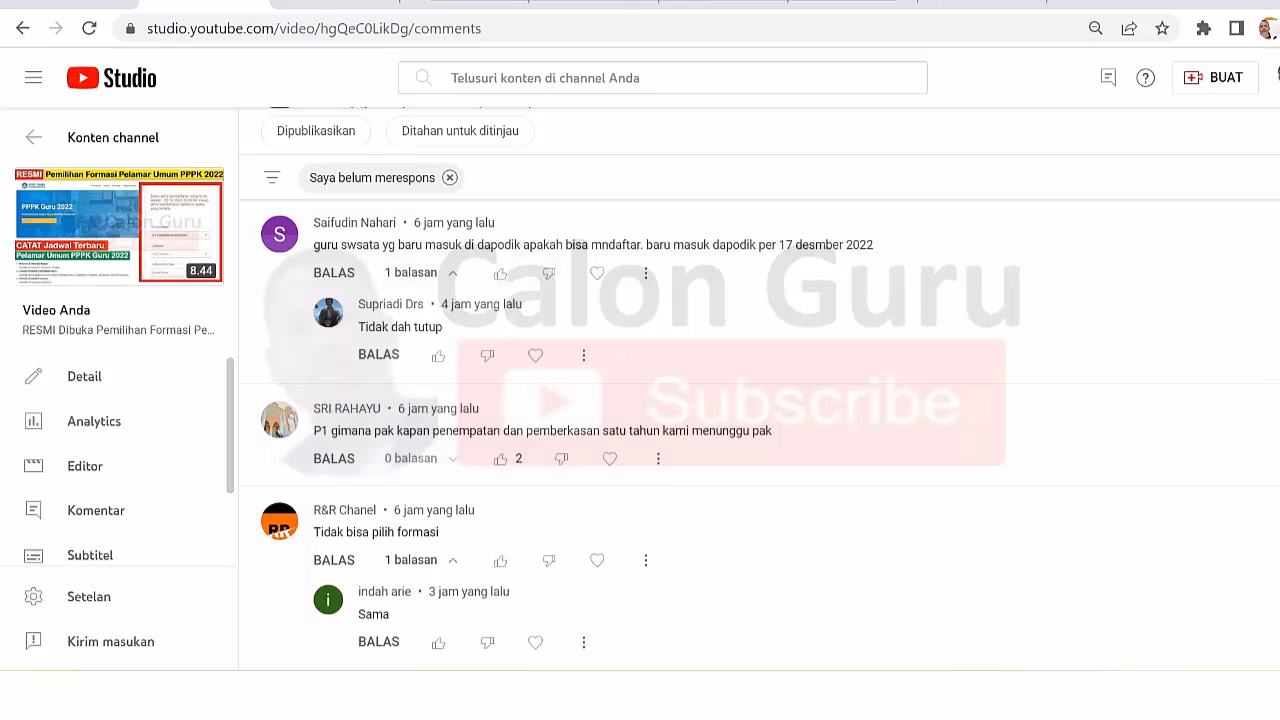 studio.youtube.com/video/hgQeC0LikDg/comments
Studio
Telusuri konten di channel Anda
BUAT
Konten channel
Dipublikasikan
Ditahan untuk ditinjau
RESMI Pemilihan Formasi Pelamar Umum PPPK 2022
PPPK Guru 2022
Calon Guru
CATAT Jadwal Terbaru
Pelamar Umum PPPK Guru 2022
8.44
Saya belum merespons
Saifudin Nahari • 6 jam yang lalu
guru swsata yg baru masuk di dapodik apakah bisa mndaftar. baru masuk dapodik per 17 desmber 2022
BALAS 1 balasan
Calon Guru
Supriadi Drs • 4 jam yang lalu
Tidak dah tutup
BALAS
Video Anda
RESMI Dibuka Pemilihan Formasi Pe...
Subscribe
SRI RAHAYU • 6 jam yang lalu
P1 gimana pak kapan penempatan dan pemberkasan satu tahun kami menunggu pak
BALAS 0 balasan 2
Detail
Analytics
Editor
Komentar
Subtitel
Setelan
Kirim masukan
R&R Chanel • 6 jam yang lalu
Tidak bisa pilih formasi
BALAS 1 balasan
indah arie • 3 jam yang lalu
Sama
BALAS